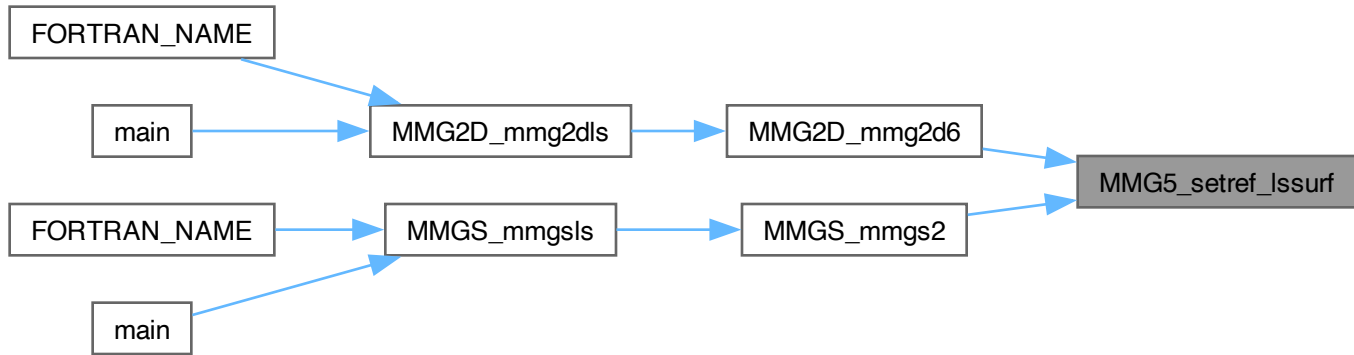 FORTRAN_NAME
main
MMG2D_mmg2dls
MMG2D_mmg2d6
MMG5_setref_lssurf
FORTRAN_NAME
MMGS_mmgsls
MMGS_mmgs2
main